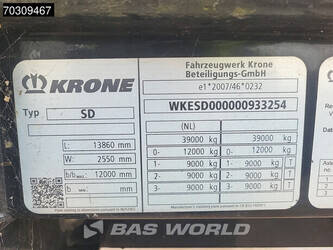 70309467
KRONE
Fahrzeugwerk Krone
Beteiligungs-GmbH
e1*2007/46*0232
Typ SD
WKESD000000933254
(NL)
L: 13860 mm
W: 2550 mm
b/b max.: 12000 mm
b mm
39000 kg 39000 kg
0- 12000 kg 0- 12000 kg
1- 9000 kg 1- 9000 kg T
2- 9000 kg 2- 9000 kg T
3- 9000 kg 3- 9000 kg T
BAS WORLD